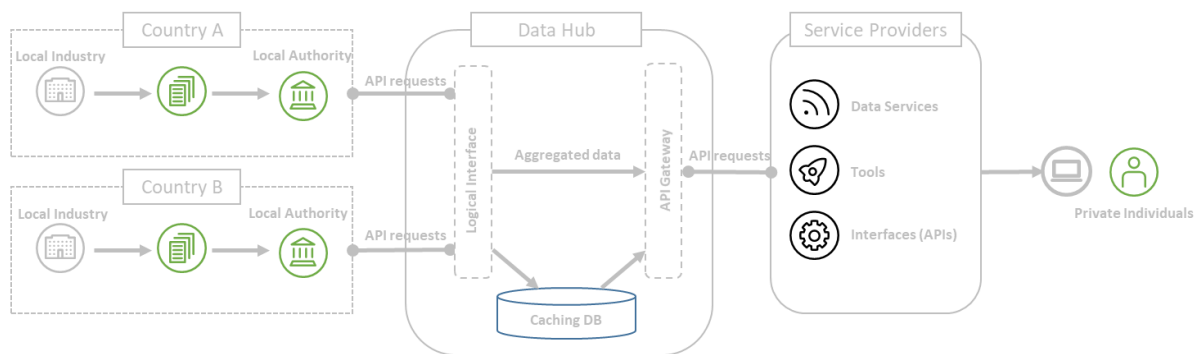 Country A
Local Industry
Local Authority
API requests
Country B
Local Industry
Local Authority
API requests
Data Hub
Logical Interface
Aggregated data
API Gateway
Caching DB
API requests
Service Providers
Data Services
Tools
Interfaces (APIs)
Private Individuals